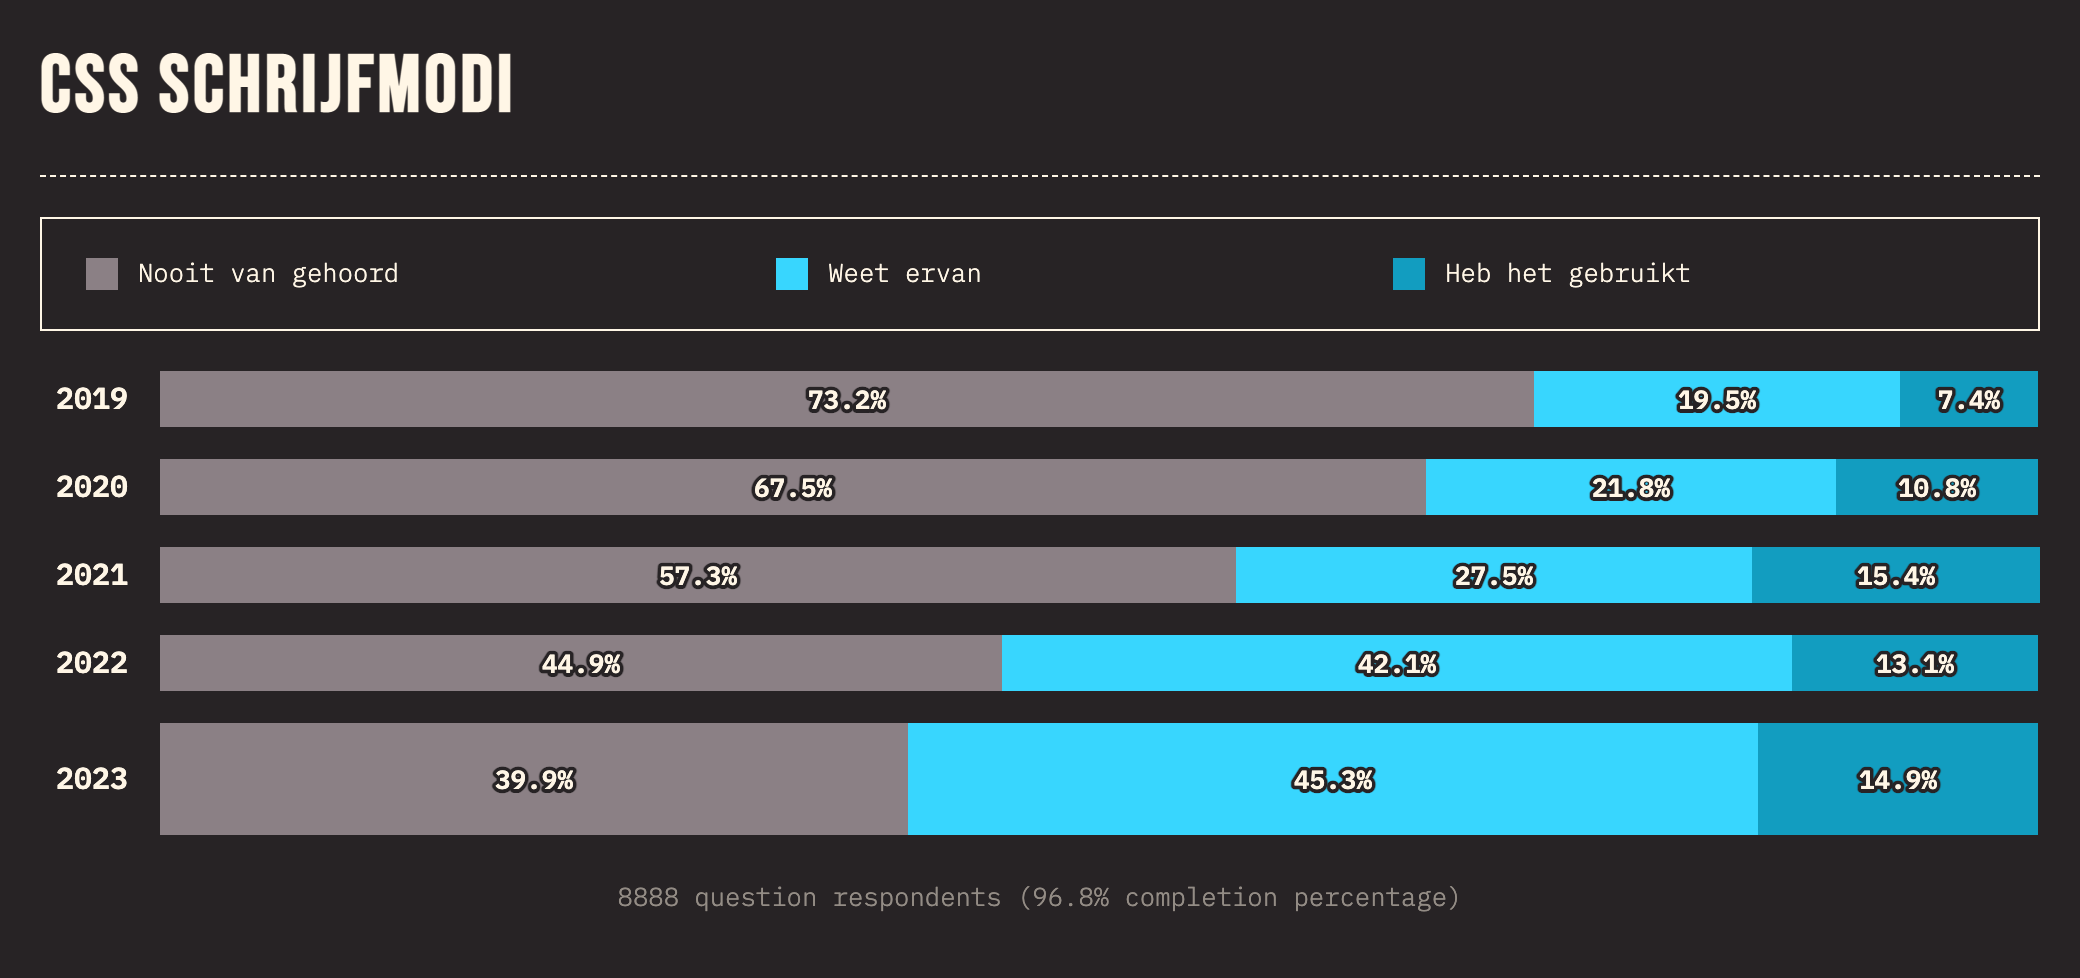 CSS SCHRIJFMODI
Nooit van gehoord Weet ervan Heb het gebruikt
2019 73.2% 19.5% 7.4%
2020 67.5% 21.8% 10.8%
2021 57.3% 27.5% 15.4%
2022 44.9% 42.1% 13.1%
2023 39.9% 45.3% 14.9%
8888 question respondents (96.8% completion percentage)